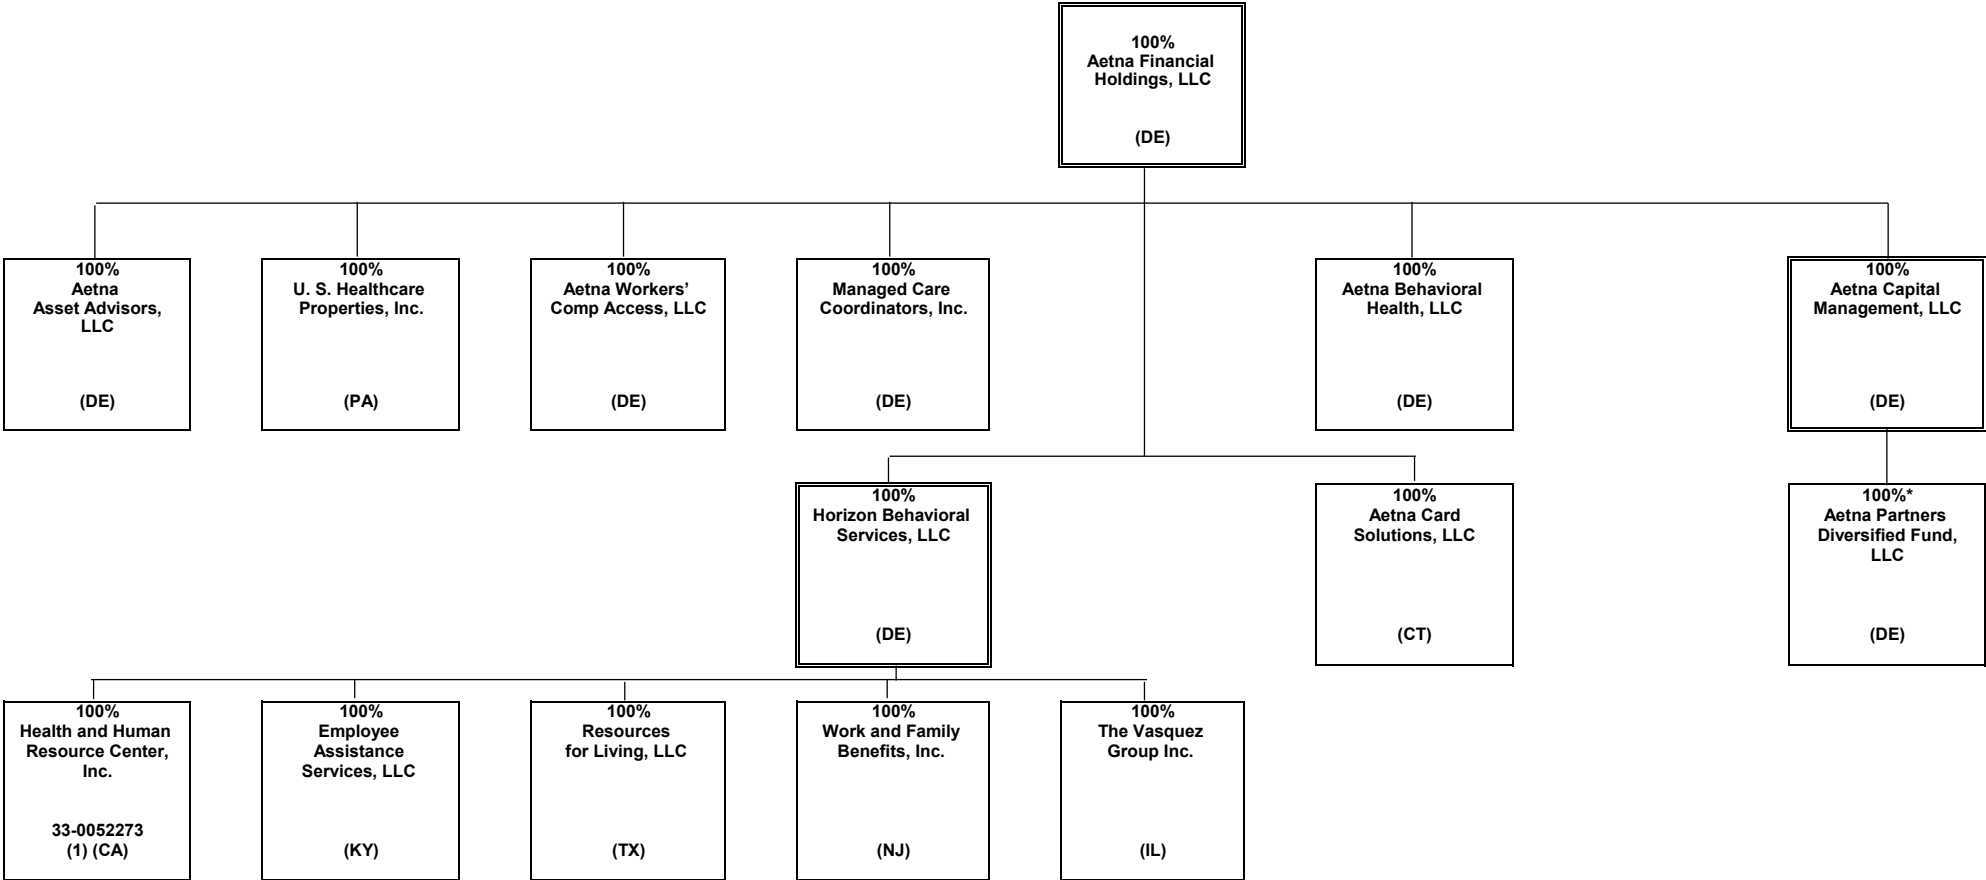 100%
Aetna Financial
Holdings, LLC
(DE)
100%
Aetna
Asset Advisors,
LLC
(DE)
100%
U. S. Healthcare
Properties, Inc.
(PA)
100%
Aetna Workers’
Comp Access, LLC
(DE)
100%
Managed Care
Coordinators, Inc.
(DE)
100%
Aetna Behavioral
Health, LLC
(DE)
100%
Aetna Capital
Management, LLC
(DE)
100%
Horizon Behavioral
Services, LLC
(DE)
100%
Aetna Card
Solutions, LLC
(CT)
100%*
Aetna Partners
Diversified Fund,
LLC
(DE)
100%
Health and Human
Resource Center,
Inc.
33-0052273
(1) (CA)
100%
Employee
Assistance
Services, LLC
(KY)
100%
Resources
for Living, LLC
(TX)
100%
Work and Family
Benefits, Inc.
(NJ)
100%
The Vasquez
Group Inc.
(IL)